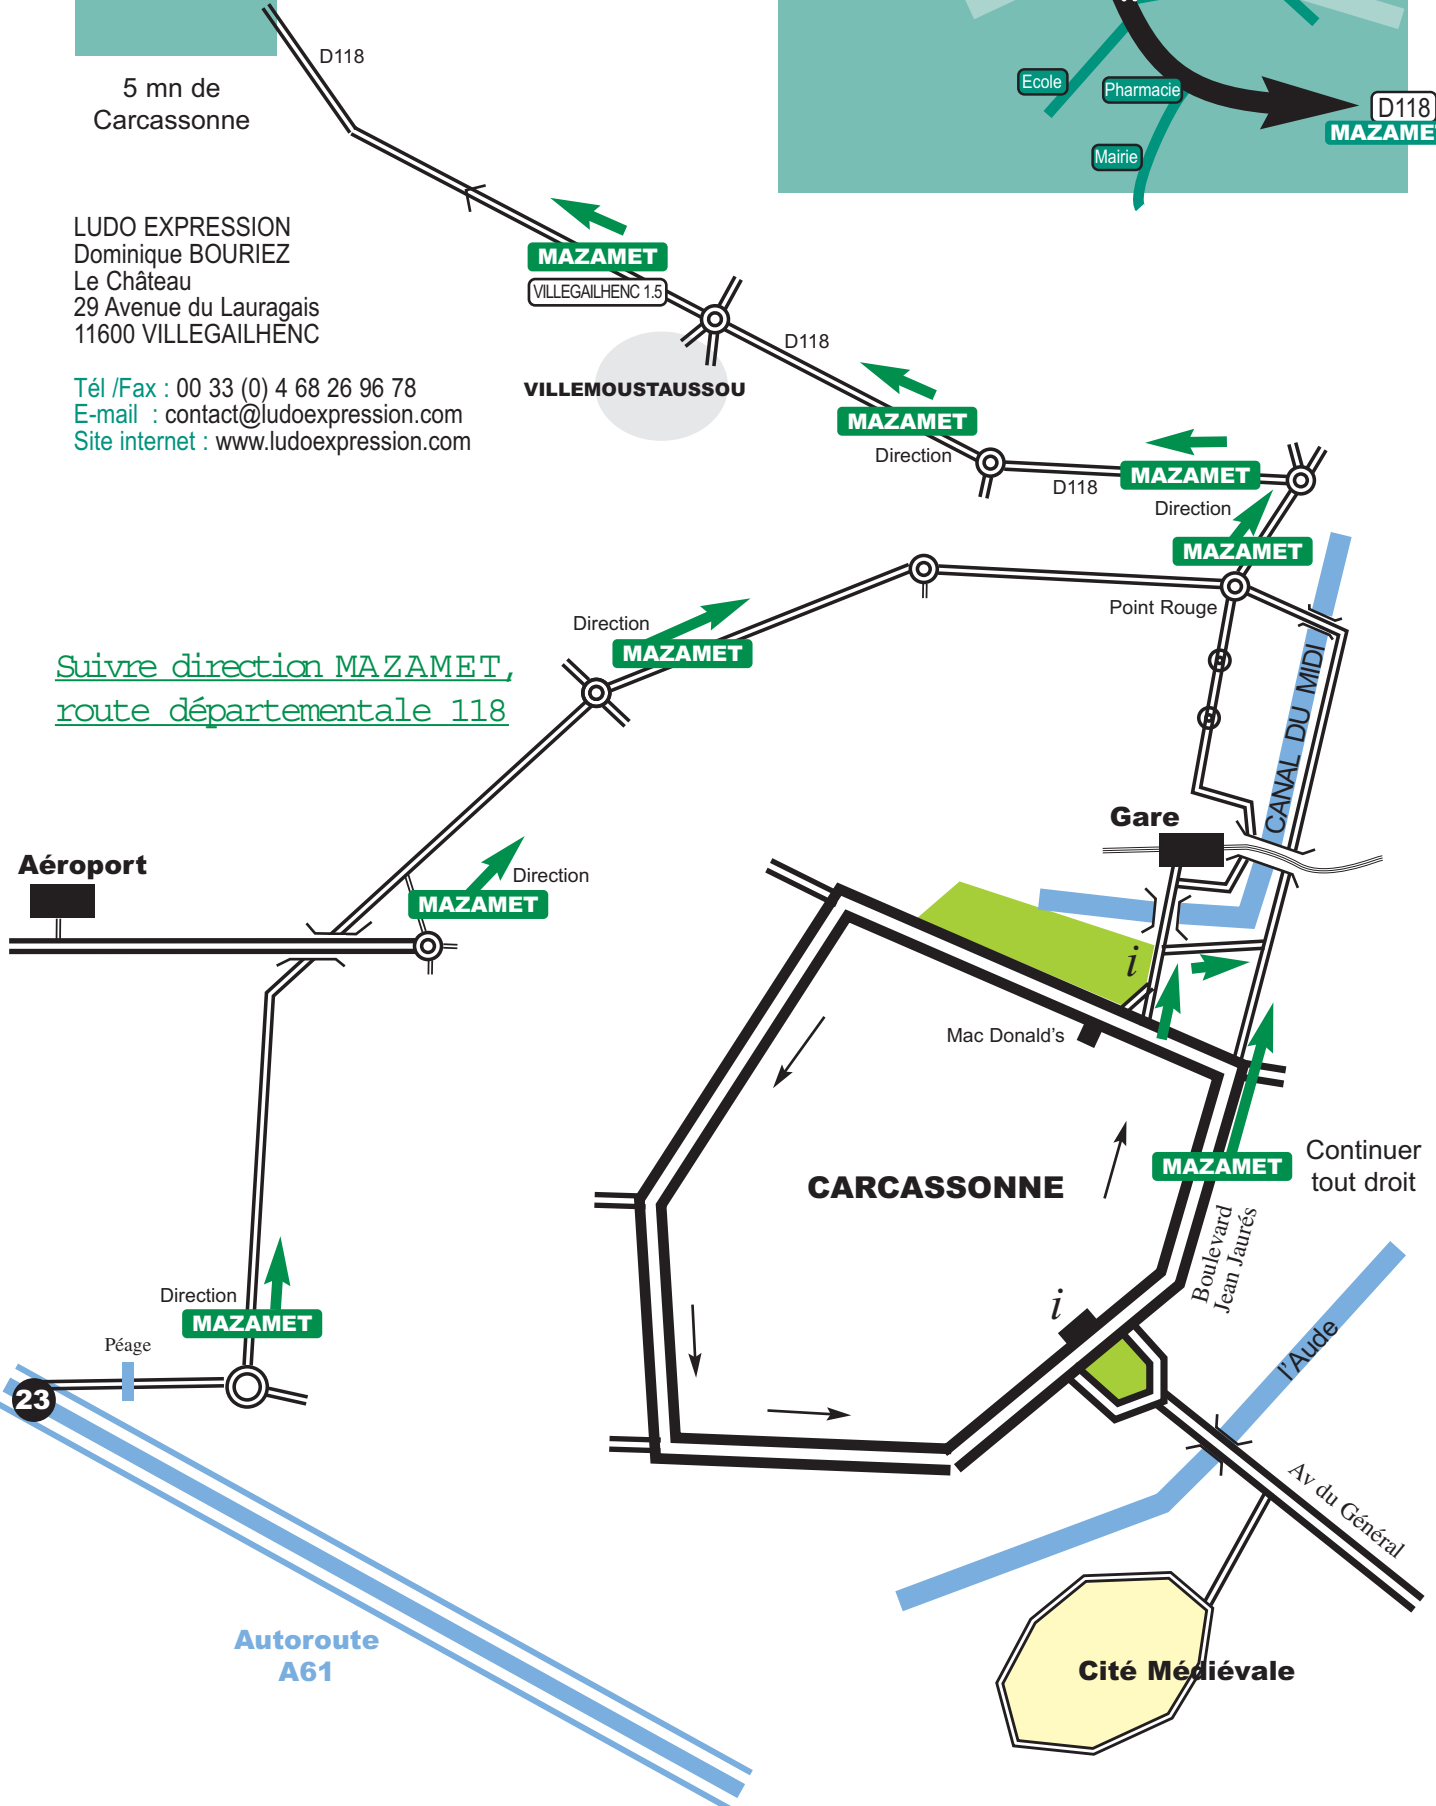 D118
5 mn de
Carcassonne
Ecole
Pharmacie
D118
Mairie
LUDO EXPRESSION
Dominique BOURIEZ
Le Château
29 Avenue du Lauragais
11600 VILLEGAILHENC
Tél /Fax : 00 33 (0) 4 68 26 96 78
E-mail : contact@ludoexpression.com
Site internet : www.ludoexpression.com
MAZAMET
VILLEGAILHENC 1.5
D118
VILLEMOUSTAUSSOU
MAZAMET
Direction
MAZAMET
D118
Direction
MAZAMET
Point Rouge
Direction
MAZAMET
Suivre direction MAZAMET,
route départementale 118
CANAL DU MIDI
Gare
Aéroport
Direction
MAZAMET
i
Mac Donald's
CARCASSONNE
MAZAMET
Continuer
tout droit
Boulevard
Jean Jaurés
i
l'Aude
Direction
MAZAMET
Péage
23
Av du Général
Autoroute
A61
Cité Médiévale